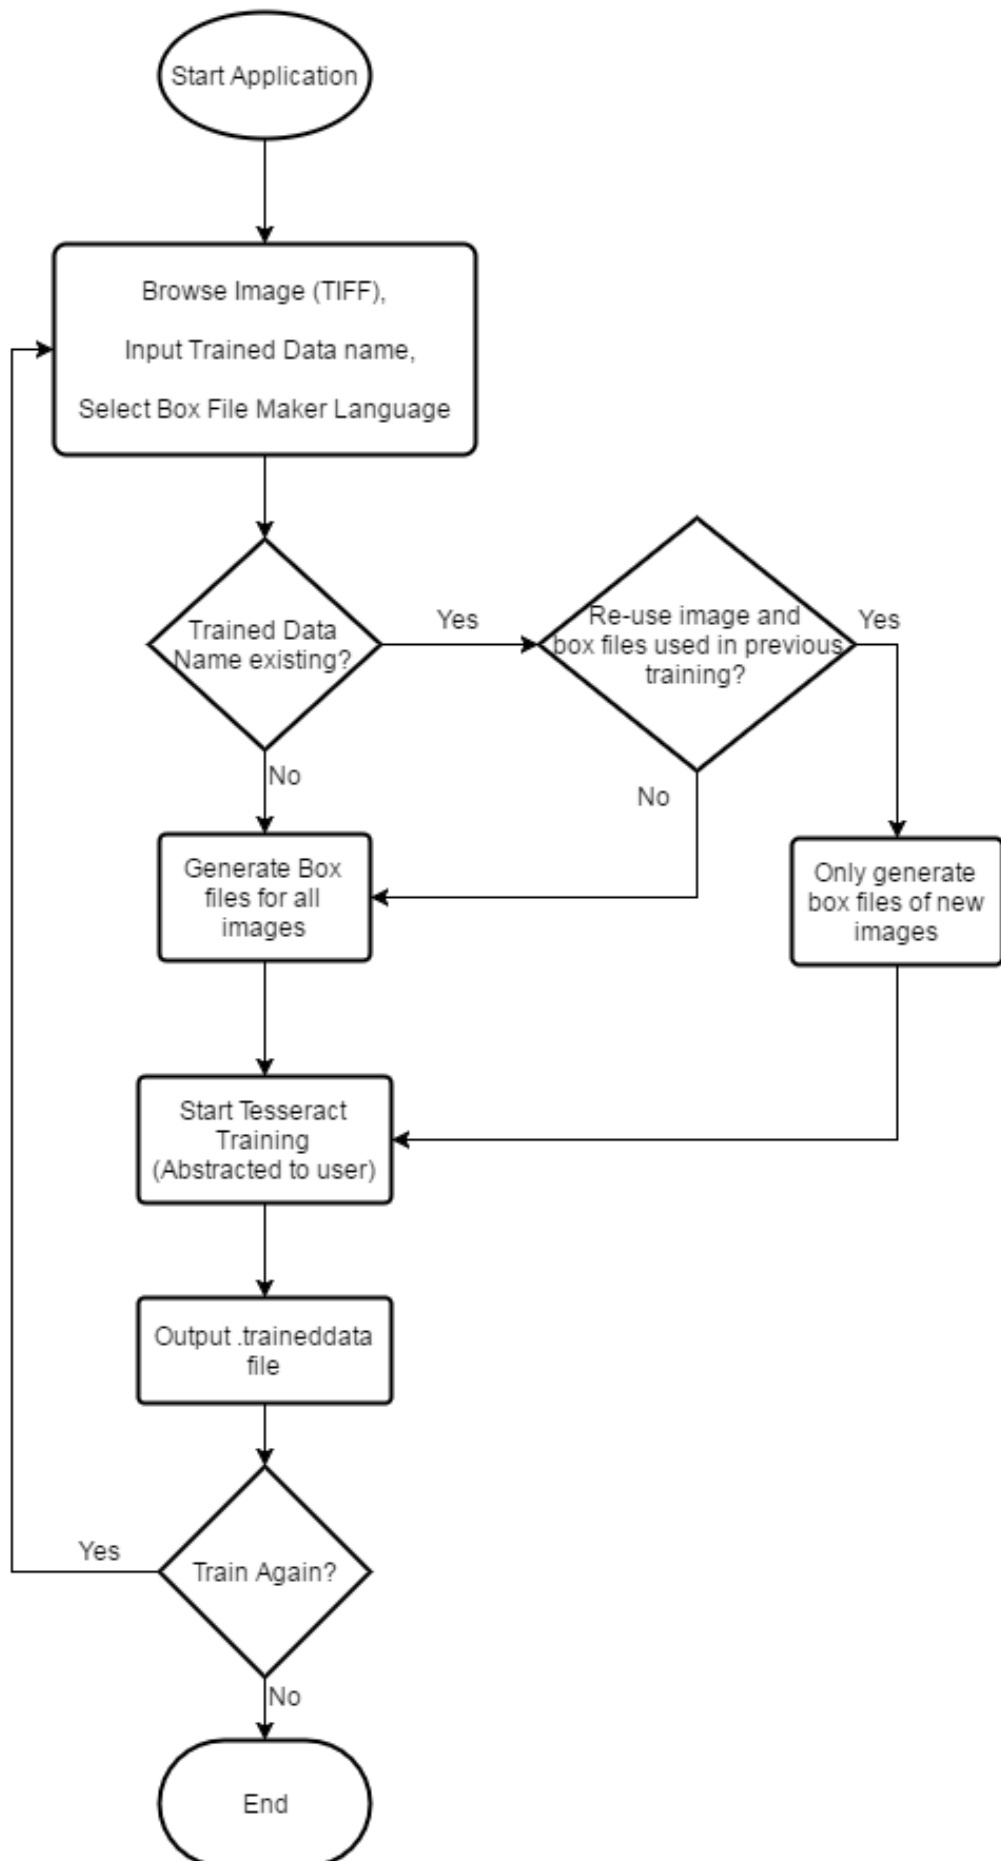 Start Application
Browse Image (TIFF),
Input Trained Data name,
Select Box File Maker Language
Trained Data
Name existing?
Yes
Re-use image and
box files used in previous
training?
Yes
No
No
Generate Box
files for all
images
Only generate
box files of new
images
Start Tesseract
Training
(Abstracted to user)
Output .traineddata
file
Train Again?
Yes
No
End